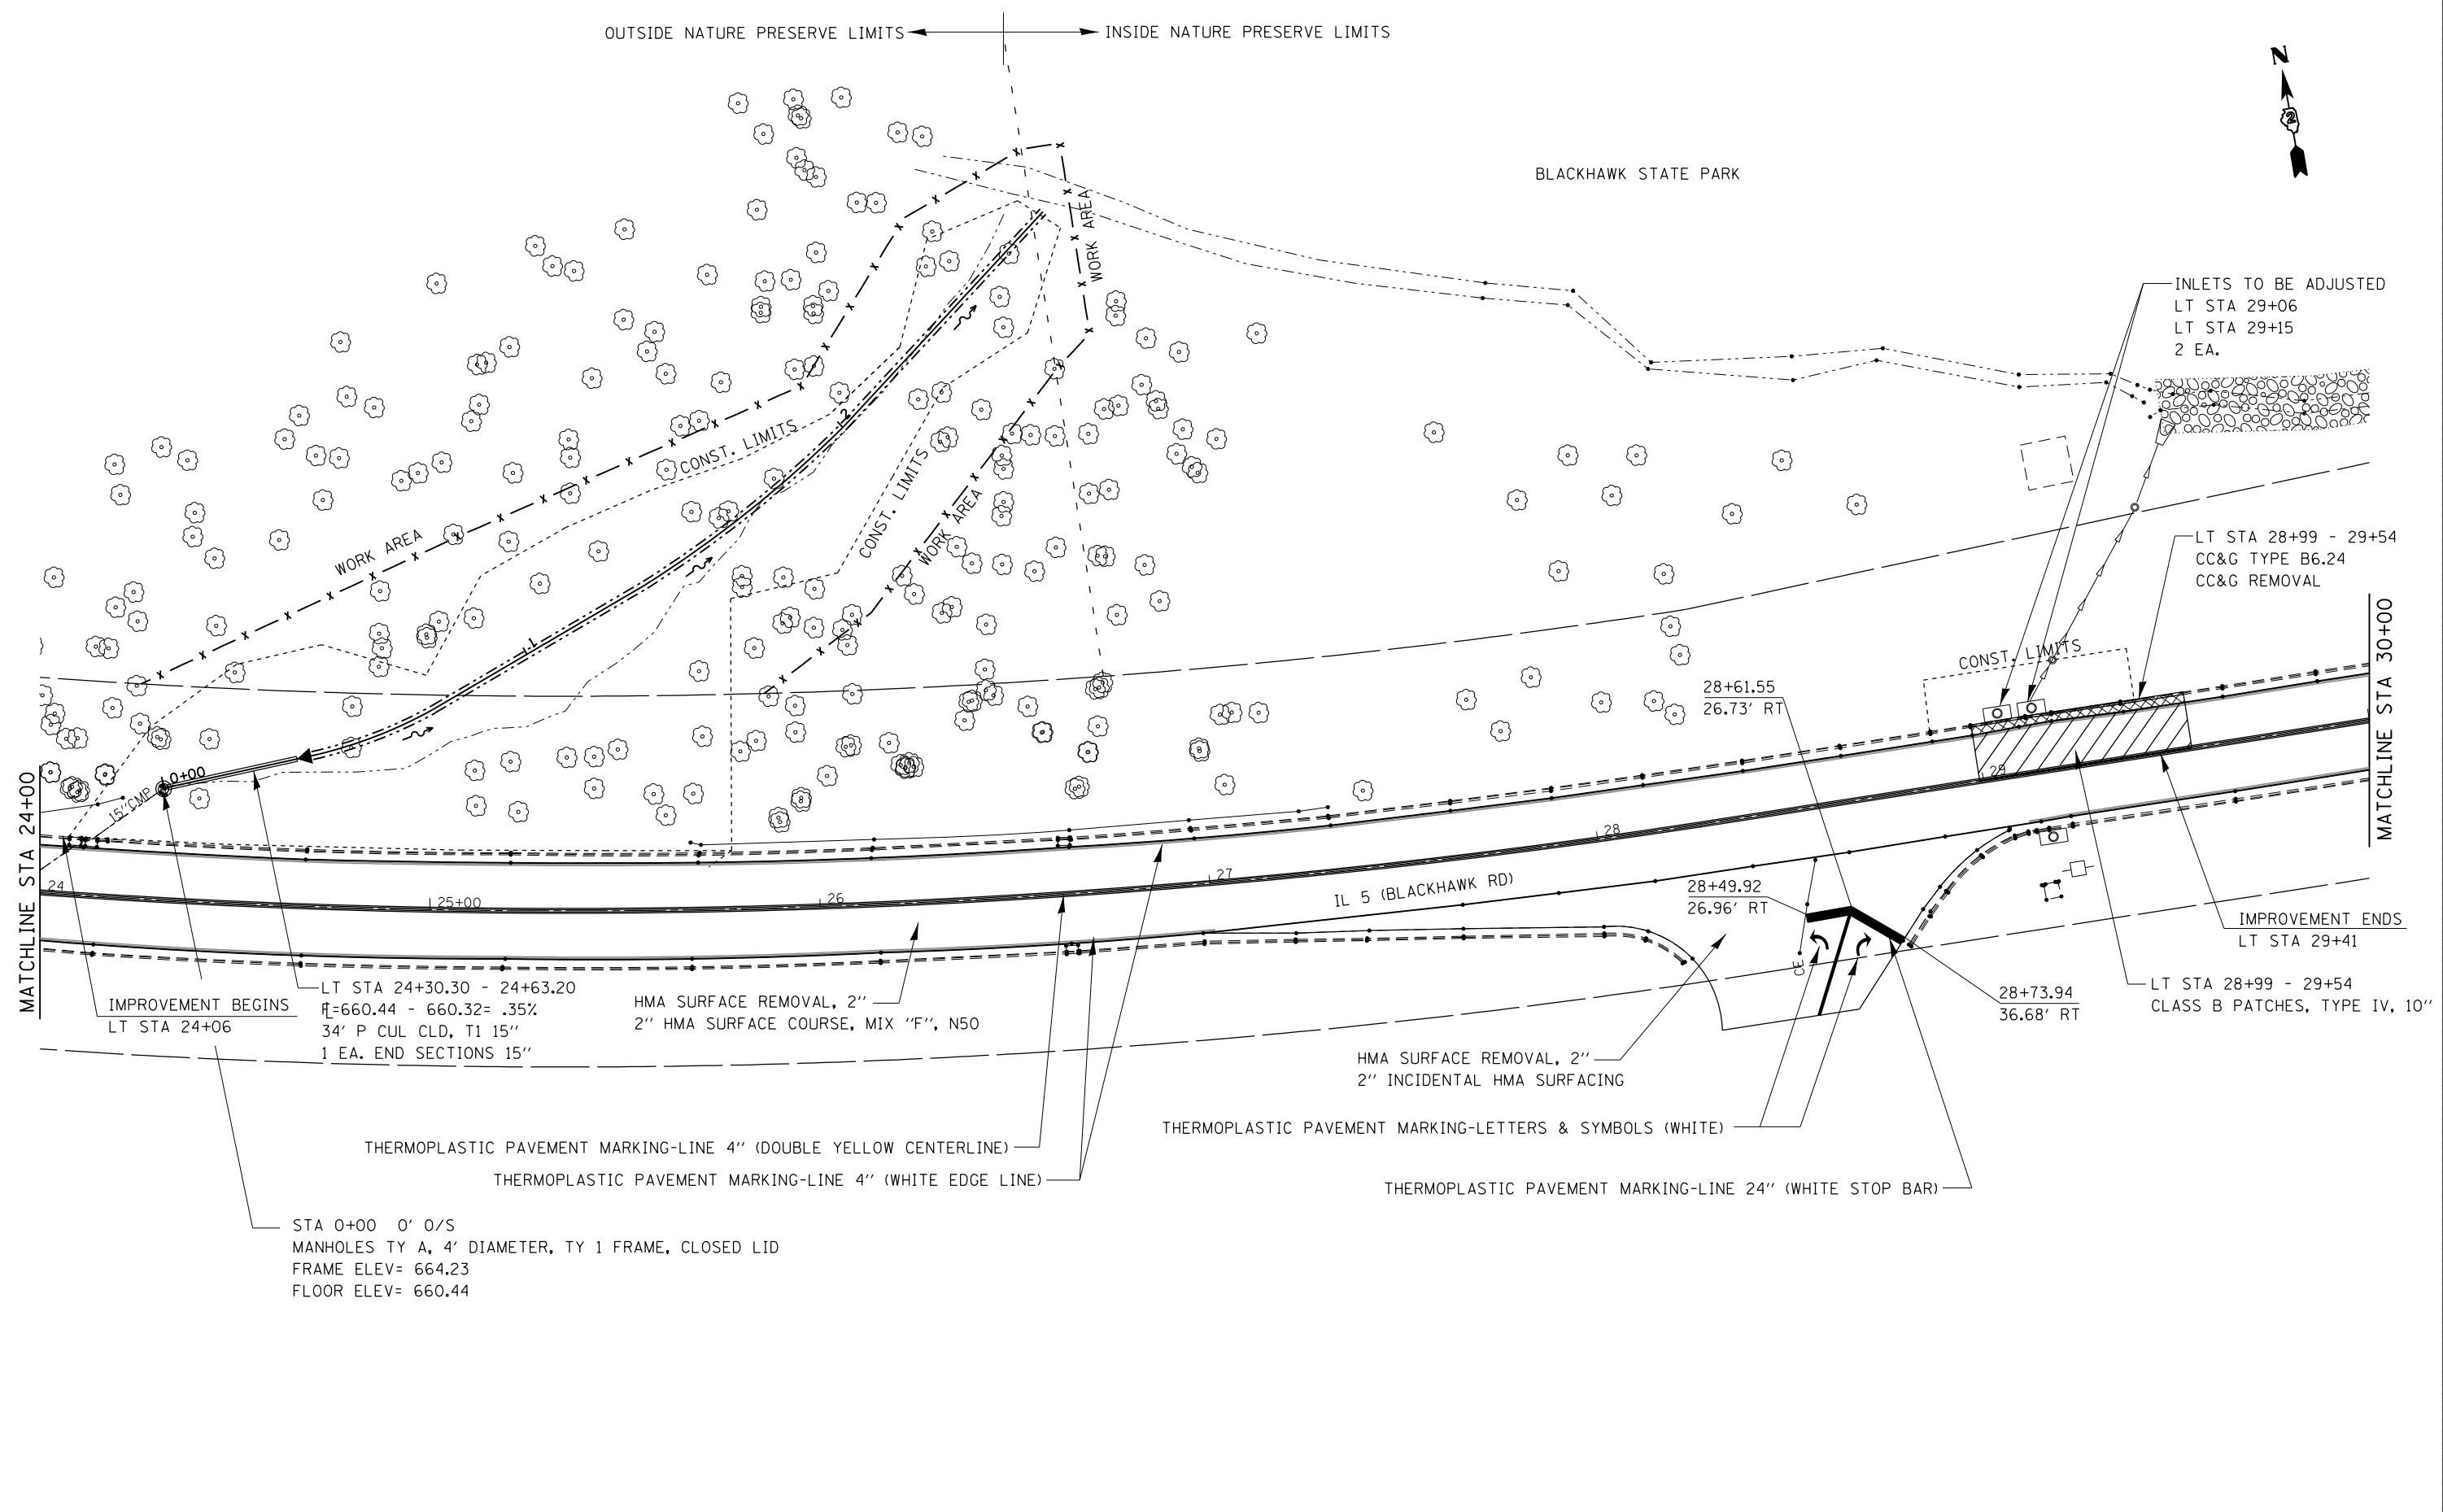 OUTSIDE NATURE PRESERVE LIMITS
INSIDE NATURE PRESERVE LIMITS
N
2
BLACKHAWK STATE PARK
WORK AREA
INLETS TO BE ADJUSTED
LT STA 29+06
LT STA 29+15
2 EA.
2
CONST. LIMITS
CONST. LIMITS
WORK AREA
WORK AREA
1
LT STA 28+99 - 29+54
CC&G TYPE B6.24
CC&G REMOVAL
CONST. LIMITS
MATCHLINE STA 30+00
28+61.55
26.73' RT
0+00
15"CMP
MATCHLINE STA 24+00
24
25+00
26
27
28
29
IL 5 (BLACKHAWK RD)
28+49.92
26.96' RT
CE
IMPROVEMENT ENDS
LT STA 29+41
IMPROVEMENT BEGINS
LT STA 24+06
LT STA 24+30.30 - 24+63.20
FL=660.44 - 660.32= .35%
34' P CUL CLD, T1 15"
1 EA. END SECTIONS 15"
HMA SURFACE REMOVAL, 2"
2" HMA SURFACE COURSE, MIX "F", N50
28+73.94
36.68' RT
LT STA 28+99 - 29+54
CLASS B PATCHES, TYPE IV, 10"
HMA SURFACE REMOVAL, 2"
2" INCIDENTAL HMA SURFACING
THERMOPLASTIC PAVEMENT MARKING-LETTERS & SYMBOLS (WHITE)
THERMOPLASTIC PAVEMENT MARKING-LINE 4" (DOUBLE YELLOW CENTERLINE)
THERMOPLASTIC PAVEMENT MARKING-LINE 4" (WHITE EDGE LINE)
THERMOPLASTIC PAVEMENT MARKING-LINE 24" (WHITE STOP BAR)
STA 0+00 0' O/S
MANHOLES TY A, 4' DIAMETER, TY 1 FRAME, CLOSED LID
FRAME ELEV= 664.23
FLOOR ELEV= 660.44